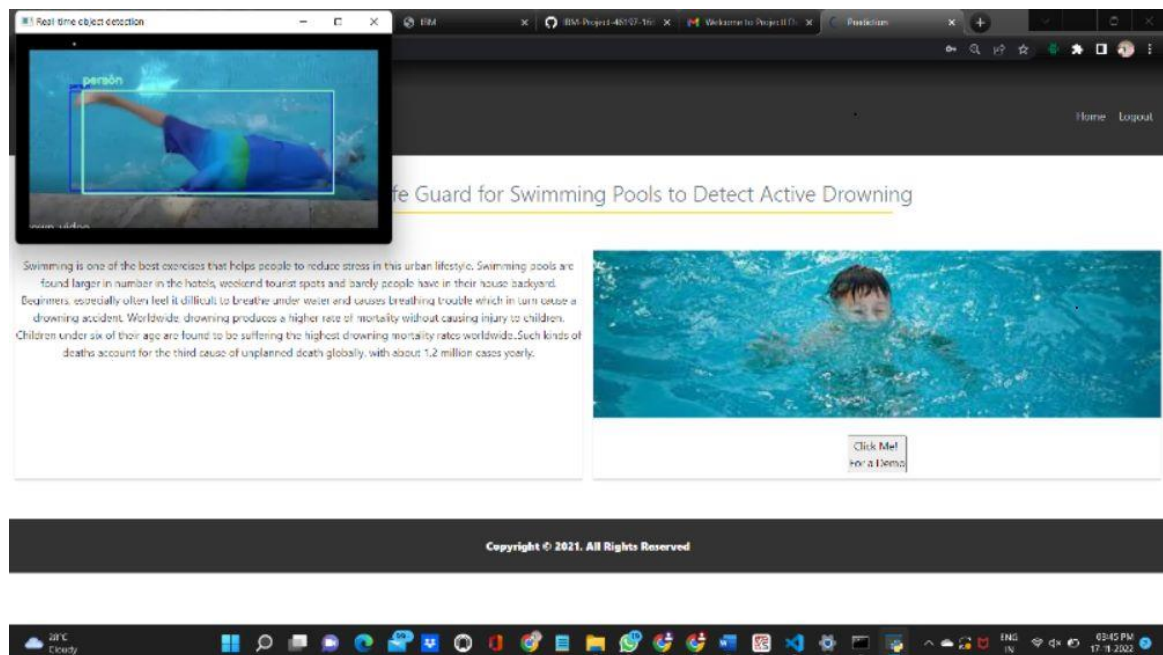 Real-time object detection
IBM
IBM-Project-46197-16
Prediction
person
Home Logout
fe Guard for Swimming Pools to Detect Active Drowning
Swimming is one of the best exercises that helps people to reduce stress in this urban lifestyle. Swimming pools are
found larger in number in the hotels, weekend tourist spots and barely people have in their house backyard.
Beginners, especially often feel it difficult to breathe under water and causes breathing trouble which in turn cause a
drowning accident. Worldwide, drowning produces a higher rate of mortality without causing injury to children.
Children under six of their age are found to be suffering the highest drowning mortality rates worldwide..Such kinds of
deaths account for the third cause of unplanned death globally, with about 1.2 million cases yearly.
Click Me!
For a Demo
Copyright © 2021. All Rights Reserved
28°C
Cloudy
ENG
IN
03:45 PM
17-11-2022